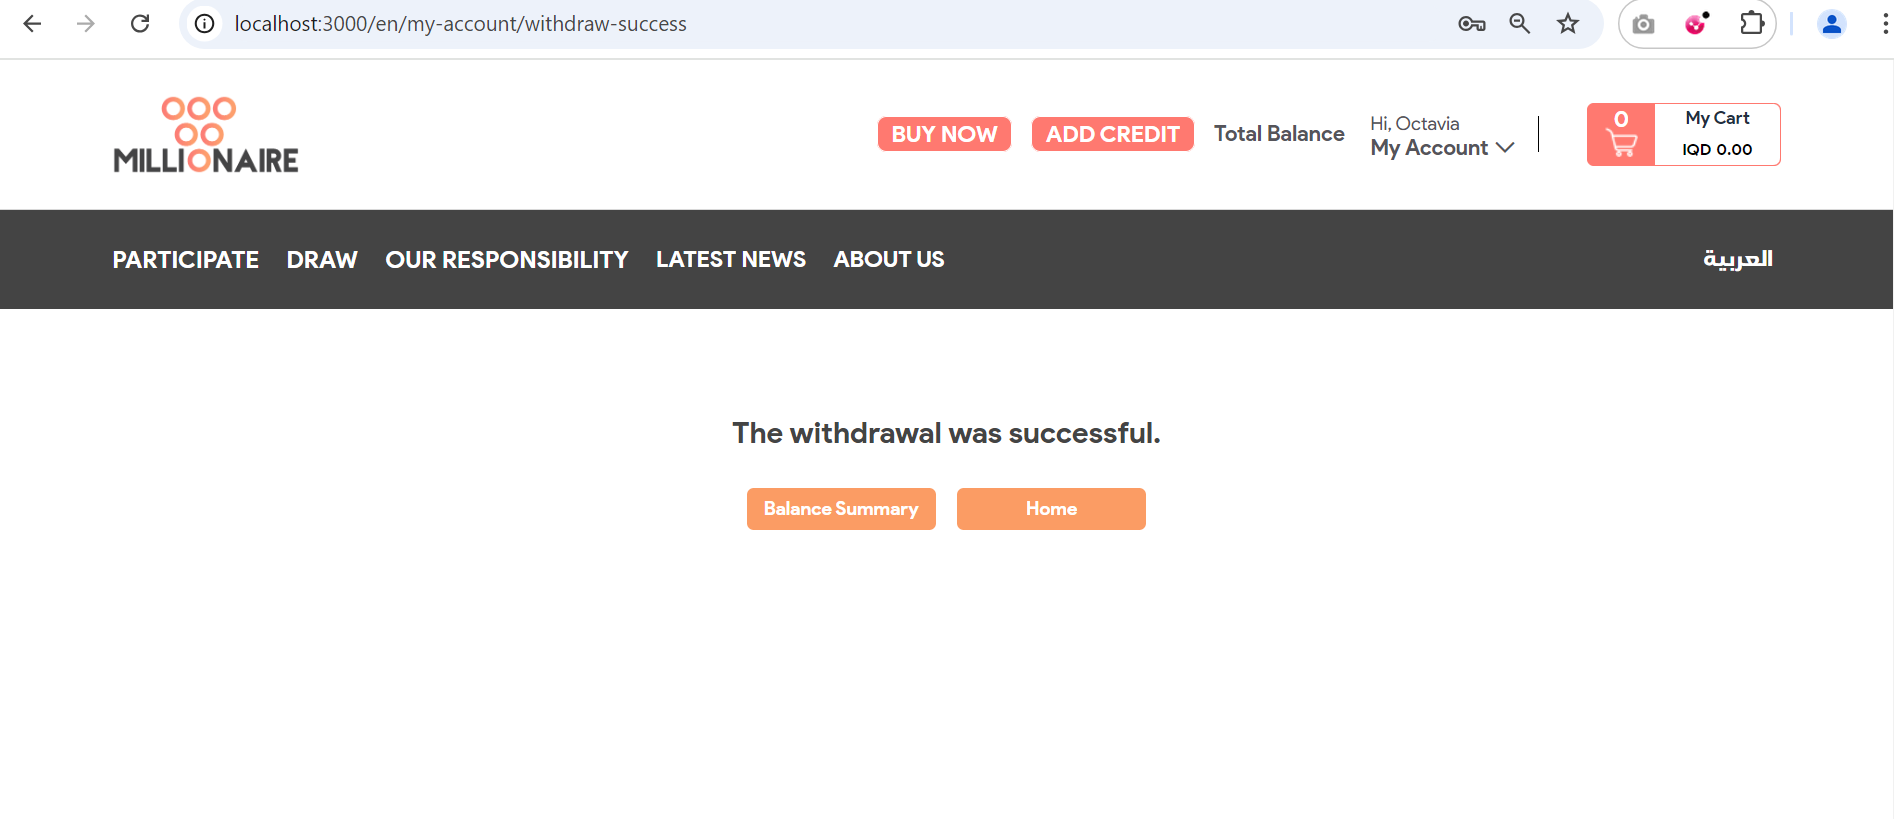 localhost:3000/en/my-account/withdraw-success
MILLIONAIRE
BUY NOW
ADD CREDIT
Total Balance
Hi, Octavia
My Account
0
My Cart
IQD 0.00
PARTICIPATE
DRAW
OUR RESPONSIBILITY
LATEST NEWS
ABOUT US
العربية
The withdrawal was successful.
Balance Summary
Home